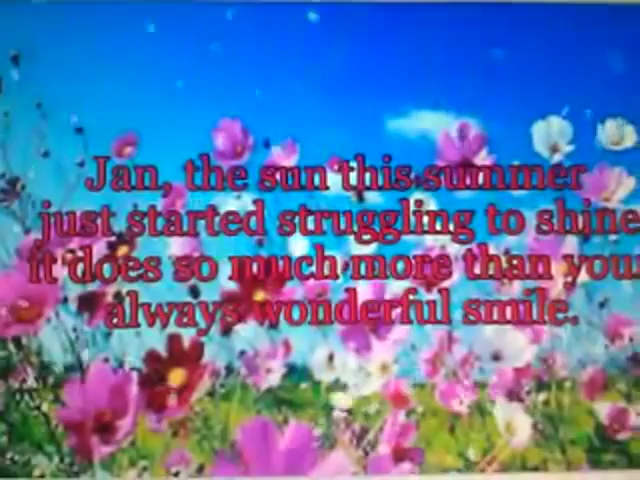 Jan, the sun this summer
just started struggling to shine
it does so much more than your
always wonderful smile.